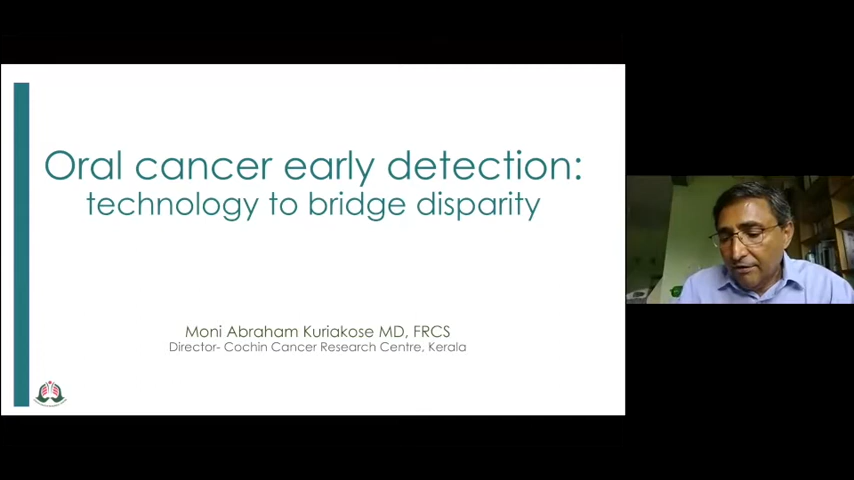 Oral cancer early detection:
technology to bridge disparity
Moni Abraham Kuriakose MD, FRCS
Director- Cochin Cancer Research Centre, Kerala